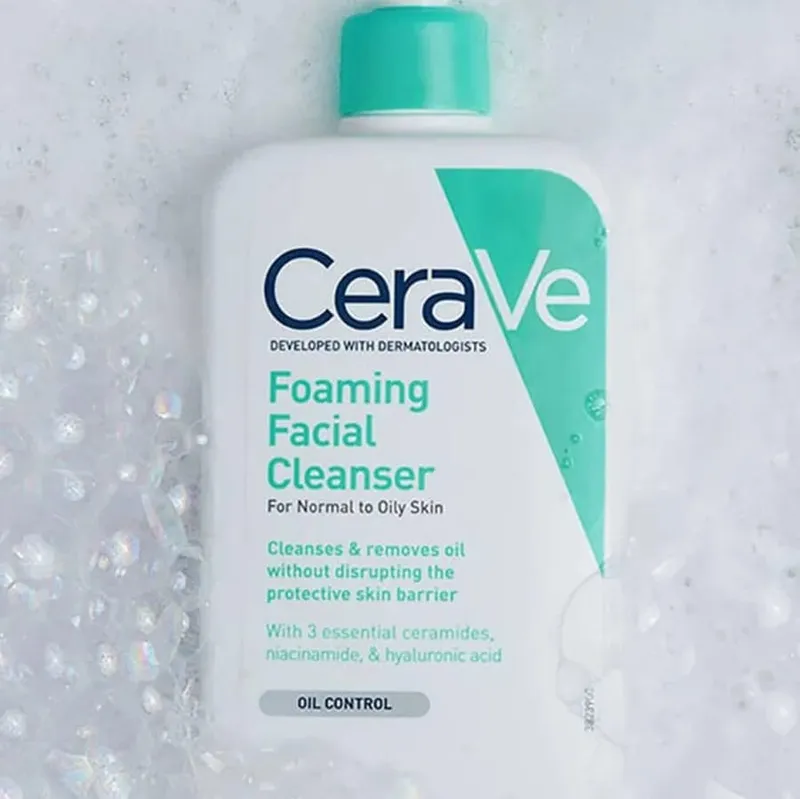 CeraVe
DEVELOPED WITH DERMATOLOGISTS
Foaming
Facial
Cleanser
For Normal to Oily Skin
Cleanses & removes oil
without disrupting the
protective skin barrier
With 3 essential ceramides,
niacinamide, & hyaluronic acid
OIL CONTROL